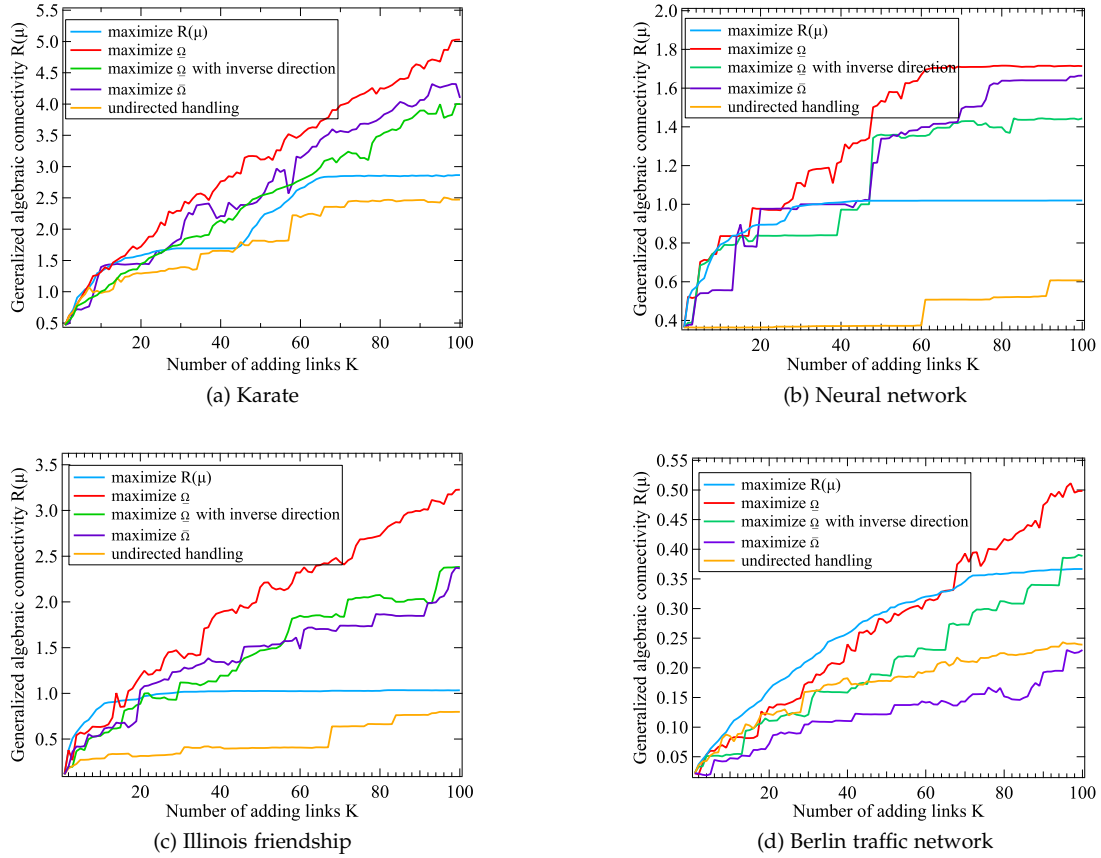 Generalized algebraic connectivity R(μ)
5.5
5.0
4.5
4.0
3.5
3.0
2.5
2.0
1.5
1.0
0.5
maximize R(μ)
maximize Ω̲
maximize Ω̲ with inverse direction
maximize Ω̄
undirected handling
20 40 60 80 100
Number of adding links K
(a) Karate
Generalized algebraic connectivity R(μ)
2.0
1.8
1.6
1.4
1.2
1.0
0.8
0.6
0.4
maximize R(μ)
maximize Ω̲
maximize Ω̲ with inverse direction
maximize Ω̄
undirected handling
20 40 60 80 100
Number of adding links K
(b) Neural network
Generalized algebraic connectivity R(μ)
3.5
3.0
2.5
2.0
1.5
1.0
0.5
maximize R(μ)
maximize Ω̲
maximize Ω̲ with inverse direction
maximize Ω̄
undirected handling
20 40 60 80 100
Number of adding links K
(c) Illinois friendship
Generalized algebraic connectivity R(μ)
0.55
0.50
0.45
0.40
0.35
0.30
0.25
0.20
0.15
0.10
0.05
maximize R(μ)
maximize Ω̲
maximize Ω̲ with inverse direction
maximize Ω̄
undirected handling
20 40 60 80 100
Number of adding links K
(d) Berlin traffic network